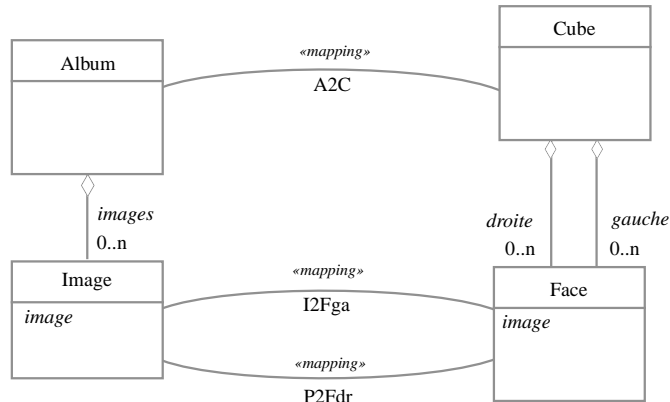 Cube
«mapping»
Album
A2C
images
droite
gauche
0..n
0..n
0..n
Image
«mapping»
Face
image
I2Fga
image
«mapping»
P2Fdr